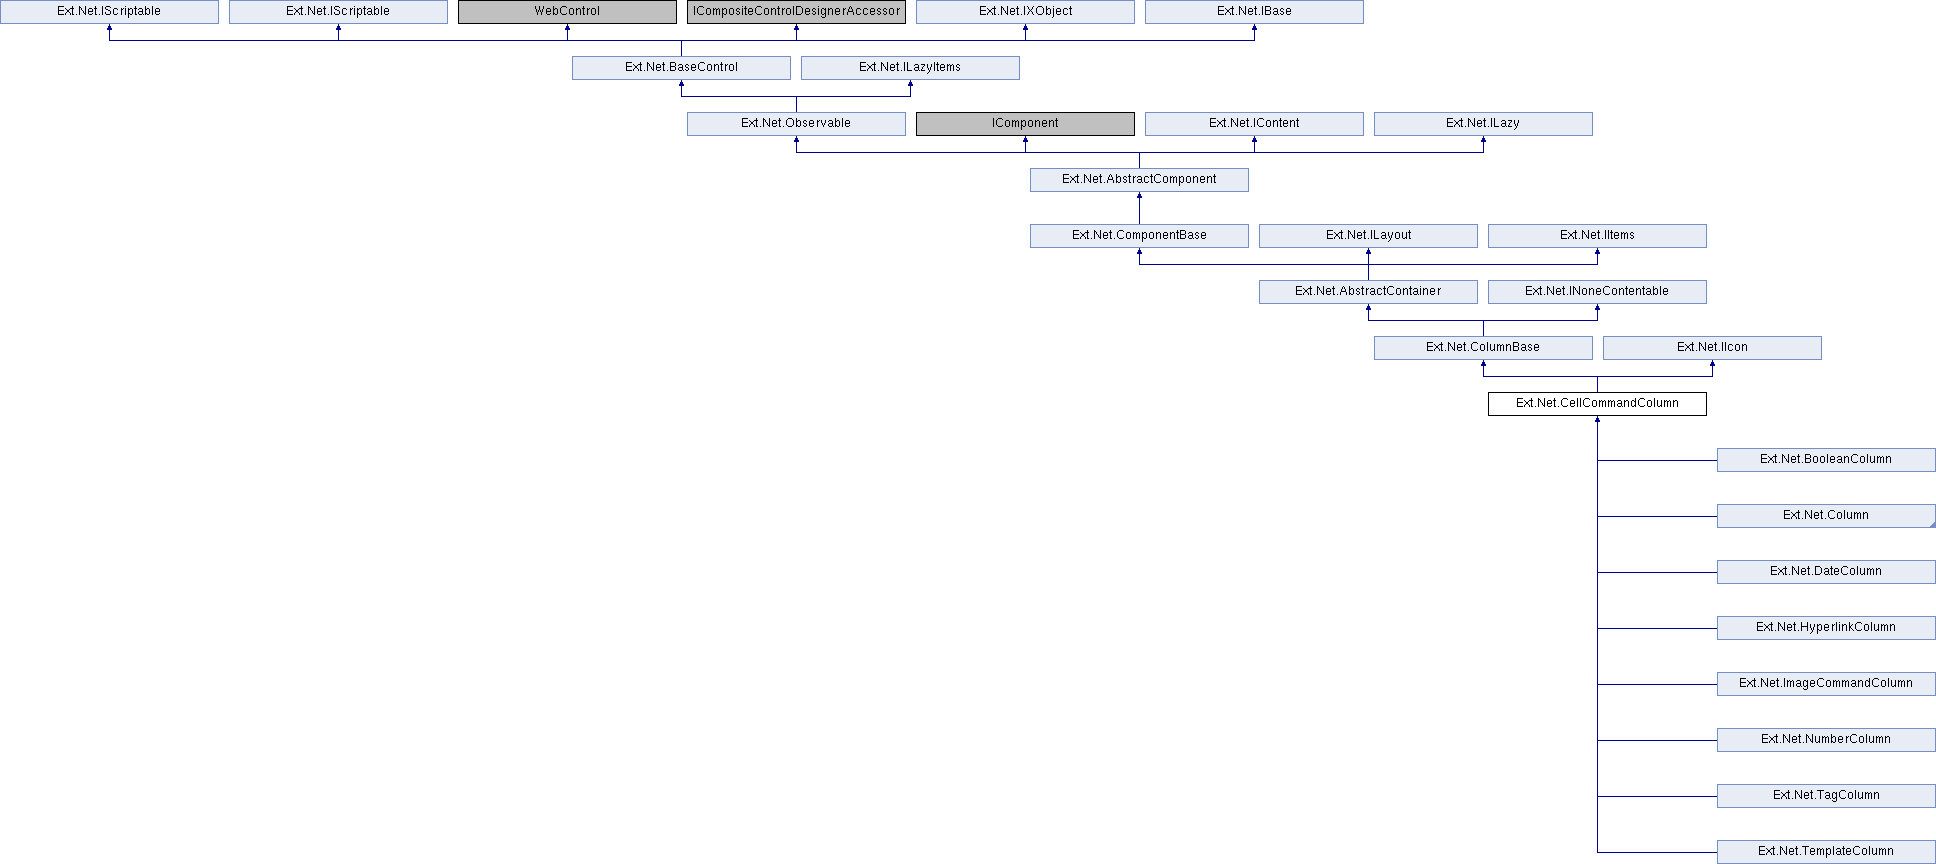 Ext.Net.IScriptable
Ext.Net.IScriptable
WebControl
ICompositeControlDesignerAccessor
Ext.Net.IXObject
Ext.Net.IBase
Ext.Net.BaseControl
Ext.Net.ILazyItems
Ext.Net.Observable
IComponent
Ext.Net.IContent
Ext.Net.ILazy
Ext.Net.AbstractComponent
Ext.Net.ComponentBase
Ext.Net.ILayout
Ext.Net.IItems
Ext.Net.AbstractContainer
Ext.Net.INoneContentable
Ext.Net.ColumnBase
Ext.Net.IIcon
Ext.Net.CellCommandColumn
Ext.Net.BooleanColumn
Ext.Net.Column
Ext.Net.DateColumn
Ext.Net.HyperlinkColumn
Ext.Net.ImageCommandColumn
Ext.Net.NumberColumn
Ext.Net.TagColumn
Ext.Net.TemplateColumn